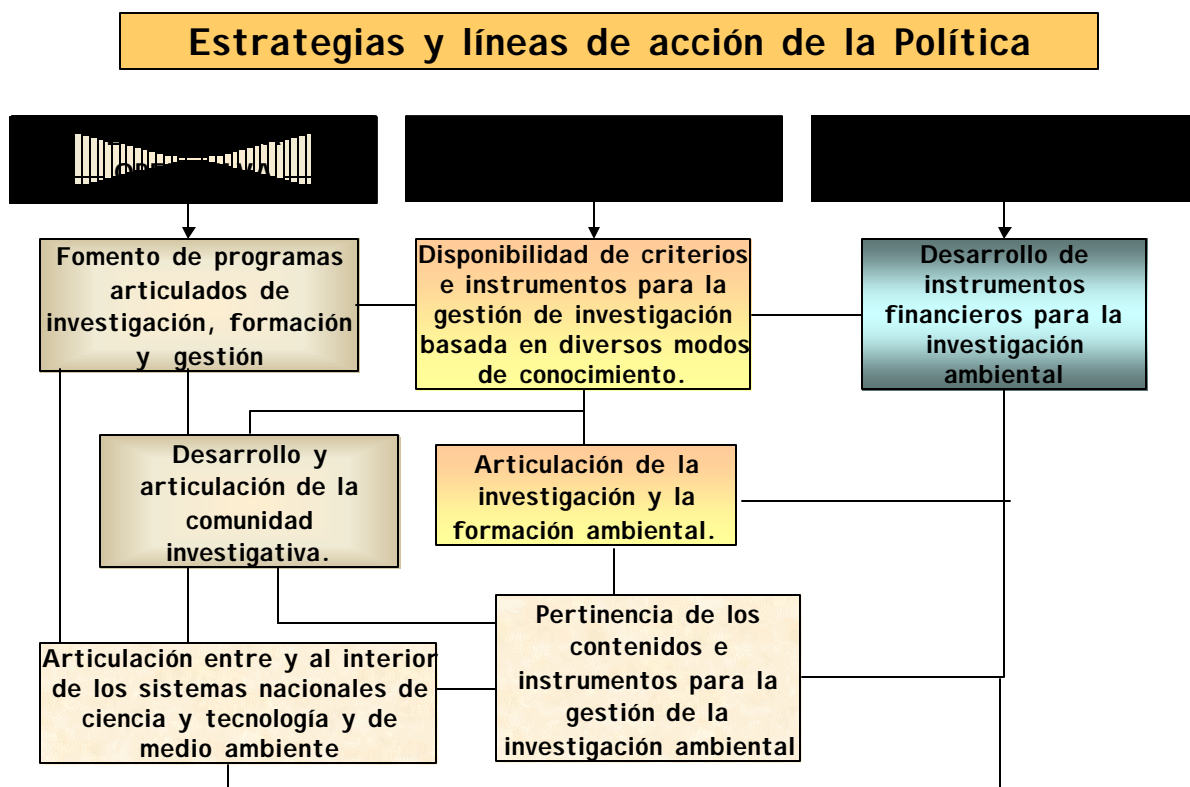 Estrategias y líneas de acción de la Política
Fomento de programas
articulados de
investigación, formación
y gestión
Disponibilidad de criterios
e instrumentos para la
gestión de investigación
basada en diversos modos
de conocimiento.
Desarrollo de
instrumentos
financieros para la
investigación
ambiental
Desarrollo y
articulación de la
comunidad
investigativa.
Articulación de la
investigación y la
formación ambiental.
Pertinencia de los
contenidos e
instrumentos para la
gestión de la
investigación ambiental
Articulación entre y al interior
de los sistemas nacionales de
ciencia y tecnología y de
medio ambiente